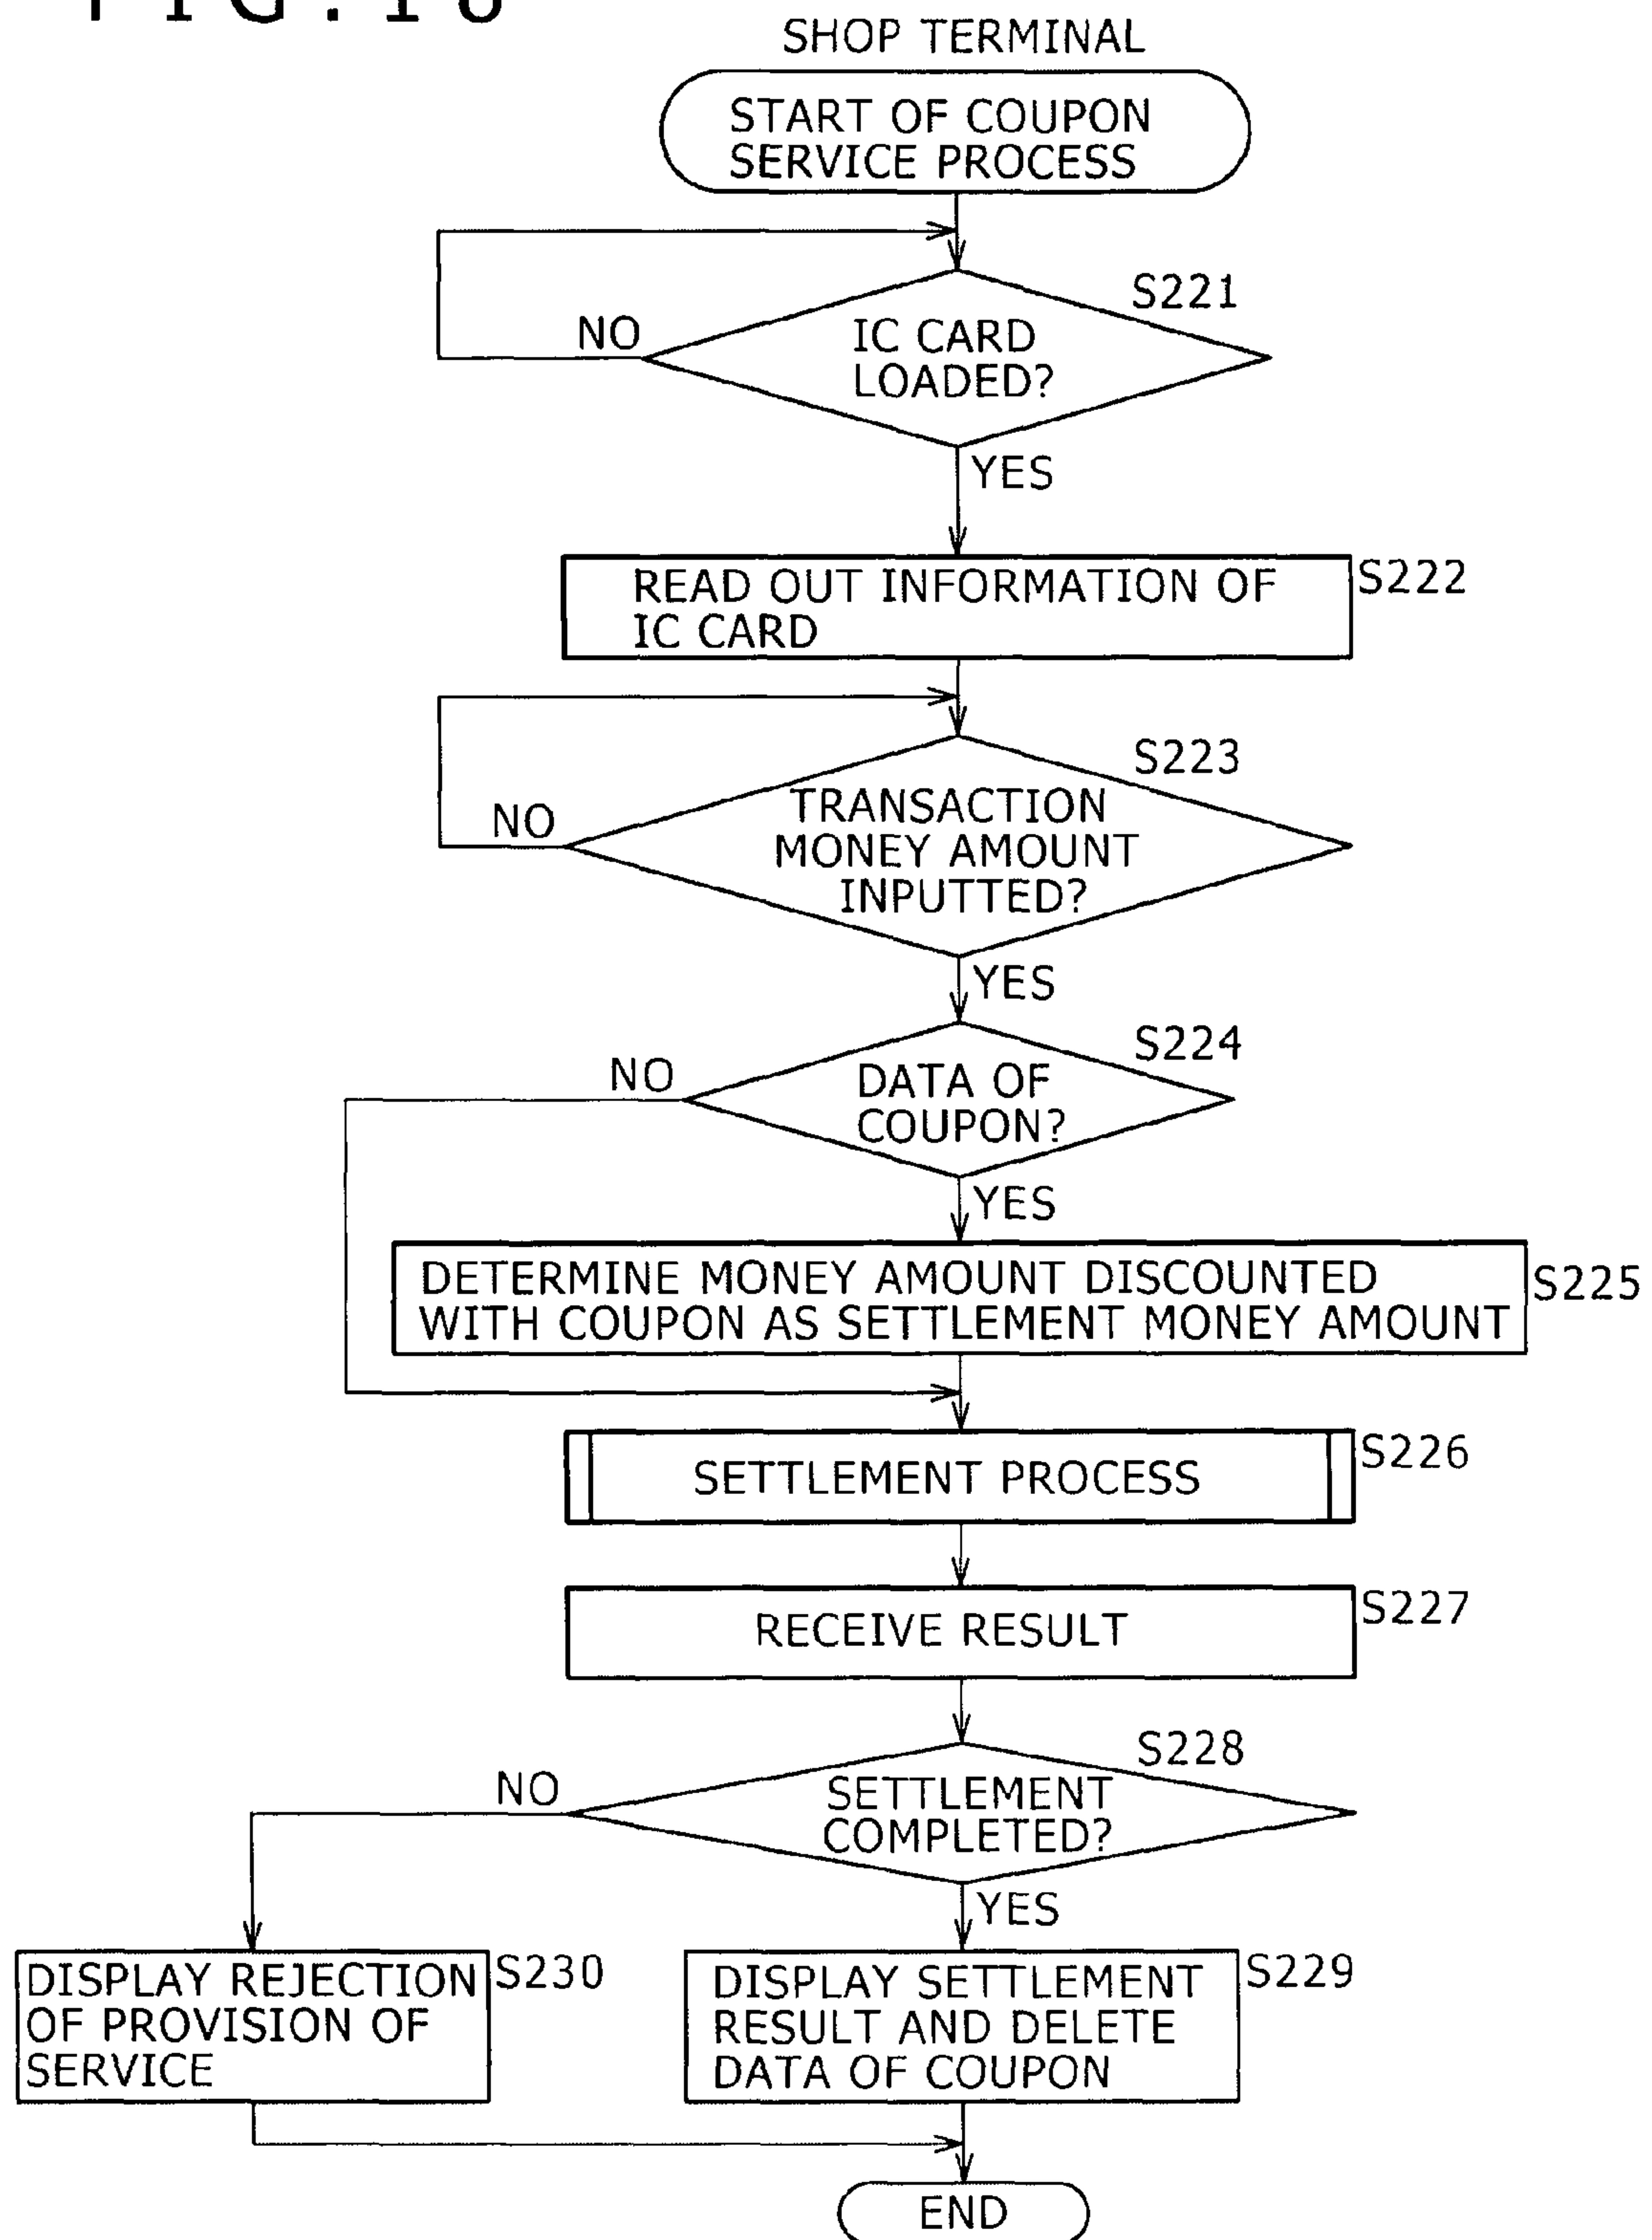 SHOP TERMINAL
START OF COUPON
SERVICE PROCESS
S221
NO
IC CARD
LOADED?
YES
S222
READ OUT INFORMATION OF
IC CARD
S223
TRANSACTION
NO
MONEY AMOUNT
INPUTTED?
YES
S224
NO
DATA OF
COUPON?
YES
DETERMINE MONEY AMOUNT DISCOUNTED
S225
WITH COUPON AS SETTLEMENT MONEY AMOUNT
S226
SETTLEMENT PROCESS
S227
RECEIVE RESULT
S228
NO
SETTLEMENT
COMPLETED?
YES
DISPLAY REJECTION
OF PROVISION OF
SERVICE
S230
DISPLAY SETTLEMENT
RESULT AND DELETE
DATA OF COUPON
S229
END